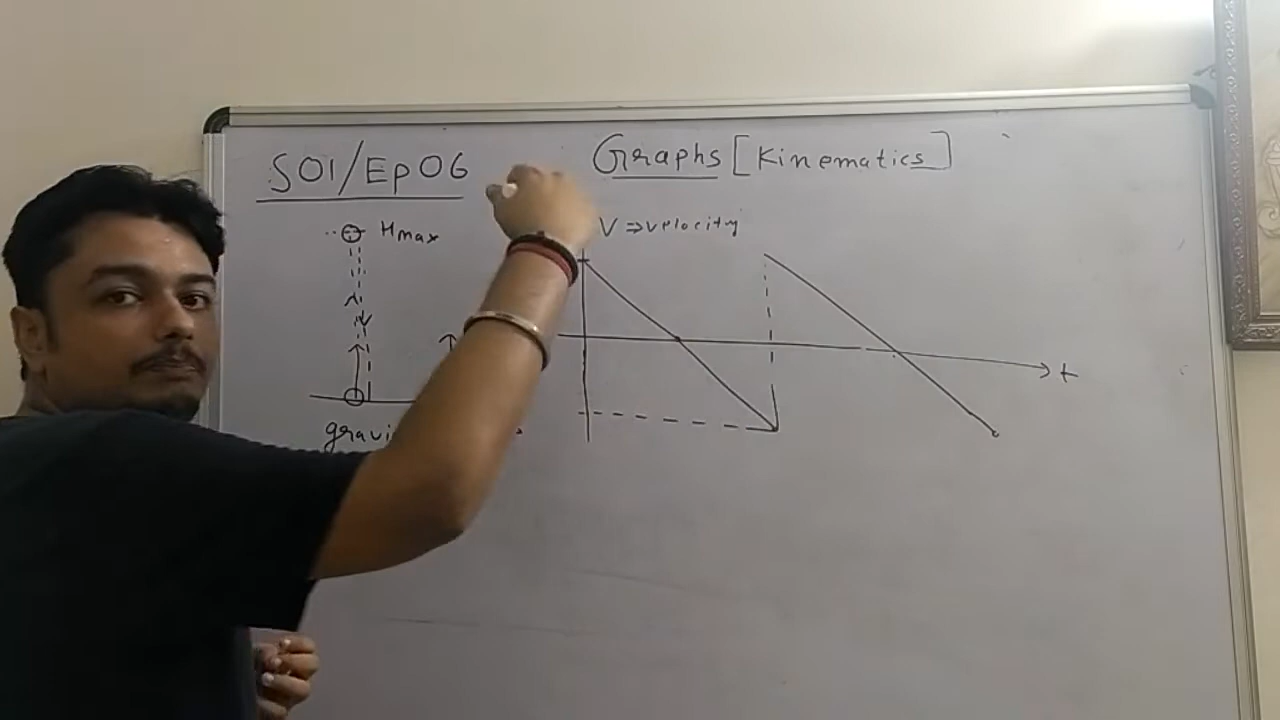 S01/Ep06
Graphs [Kinematics]
V ⇒ velocity
Hmax
t